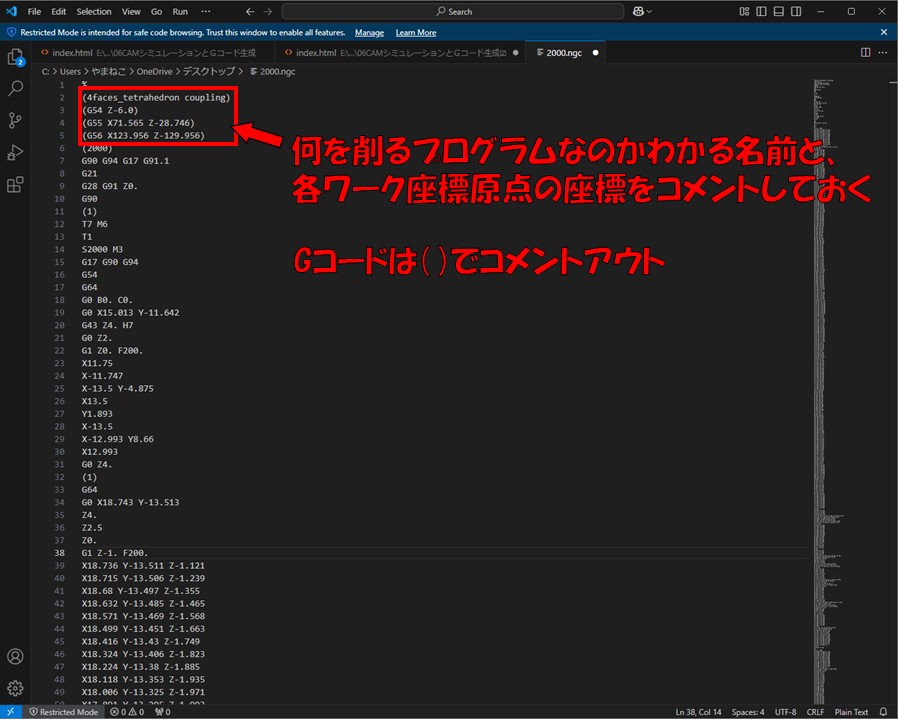 File Edit Selection View Go Run ··· ← → Search
Restricted Mode is intended for safe code browsing. Trust this window to enable all features. Manage Learn More
index.html E:\...\06CAMシミュレーションとGコード生成 index.html E:\...\06CAMシミュレーションとGコード生成\2 2000.ngc
C: > Users > やまねこ > OneDrive > デスクトップ > 2000.ngc
1 %
2 (4faces_tetrahedron coupling)
3 (G54 Z-6.0)
4 (G55 X71.565 Z-28.746)
5 (G56 X123.956 Z-129.956)
6 (2000)
7 G90 G94 G17 G91.1
8 G21
9 G28 G91 Z0.
10 G90
11 (1)
12 T7 M6
13 T1
14 S2000 M3
15 G17 G90 G94
16 G54
17 G64
18 G0 B0. C0.
19 G0 X15.013 Y-11.642
20 G43 Z4. H7
21 G0 Z2.
22 G1 Z0. F200.
23 X11.75
24 X-11.747
25 X-13.5 Y-4.875
26 X13.5
27 Y1.893
28 X-13.5
29 X-12.993 Y8.66
30 X12.993
31 G0 Z4.
32 (1)
33 G64
34 G0 X18.743 Y-13.513
35 Z4.
36 Z2.5
37 Z0.
38 G1 Z-1. F200.
39 X18.736 Y-13.511 Z-1.121
40 X18.715 Y-13.506 Z-1.239
41 X18.68 Y-13.497 Z-1.355
42 X18.632 Y-13.485 Z-1.465
43 X18.571 Y-13.469 Z-1.568
44 X18.499 Y-13.451 Z-1.663
45 X18.416 Y-13.43 Z-1.749
46 X18.324 Y-13.406 Z-1.823
47 X18.224 Y-13.38 Z-1.885
48 X18.118 Y-13.353 Z-1.935
49 X18.006 Y-13.325 Z-1.971
何を削るプログラムなのかわかる名前と、
各ワーク座標原点の座標をコメントしておく
Gコードは()でコメントアウト
2
Restricted Mode 0 0 0 Ln 38, Col 14 Spaces: 4 UTF-8 CRLF Plain Text